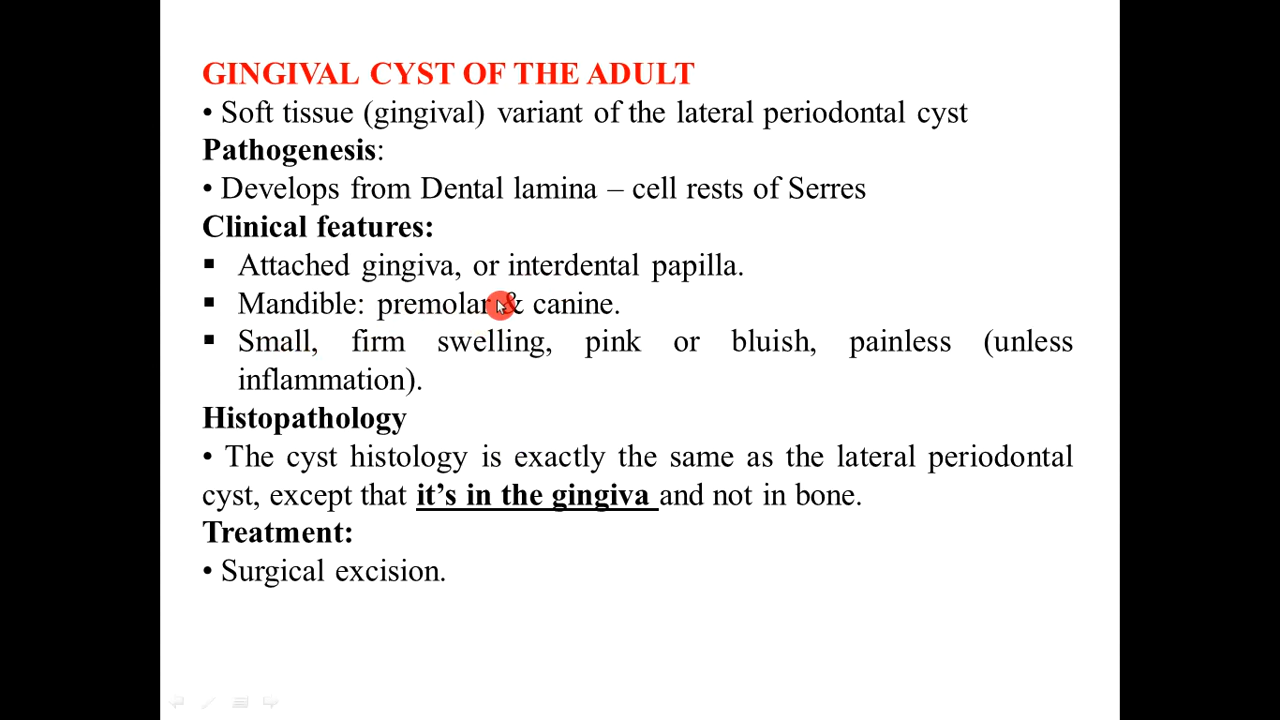 GINGIVAL CYST OF THE ADULT
• Soft tissue (gingival) variant of the lateral periodontal cyst
Pathogenesis:
• Develops from Dental lamina – cell rests of Serres
Clinical features:
▪ Attached gingiva, or interdental papilla.
▪ Mandible: premolar & canine.
▪ Small, firm swelling, pink or bluish, painless (unless
inflammation).
Histopathology
• The cyst histology is exactly the same as the lateral periodontal
cyst, except that it’s in the gingiva and not in bone.
Treatment:
• Surgical excision.